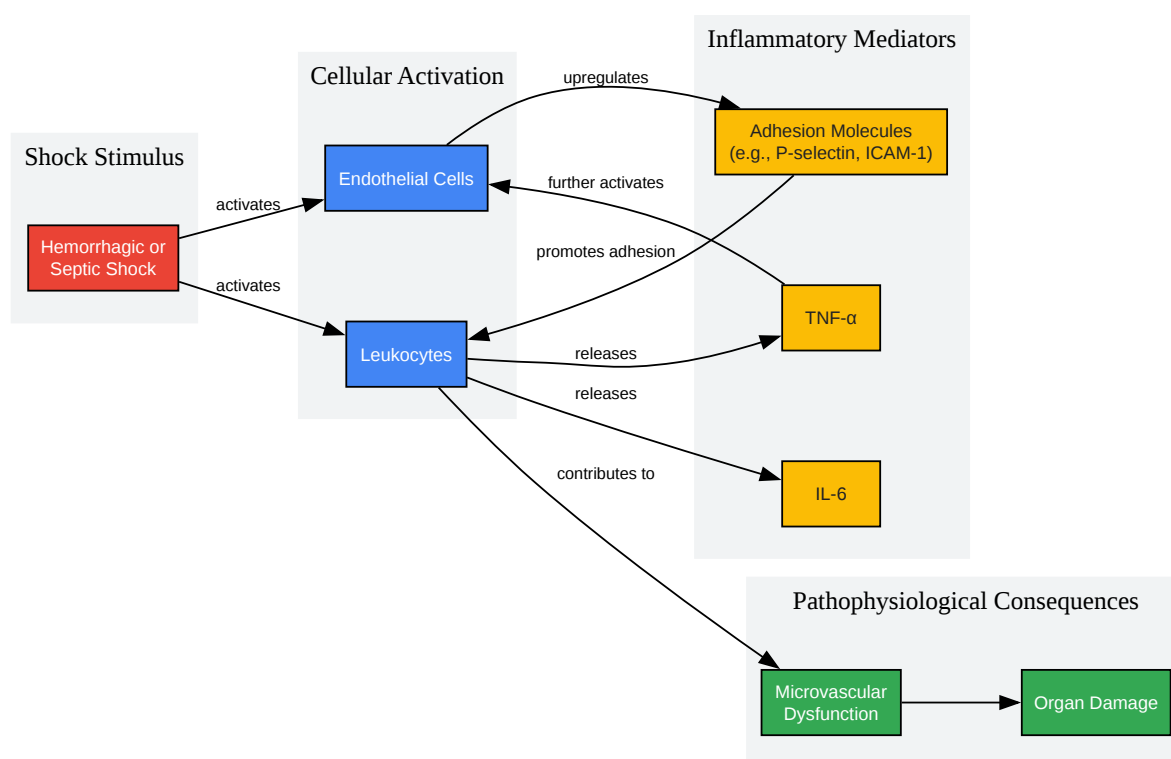 Shock Stimulus
Hemorrhagic or
Septic Shock
activates
activates
Cellular Activation
Endothelial Cells
Leukocytes
upregulates
further activates
promotes adhesion
releases
releases
contributes to
Inflammatory Mediators
Adhesion Molecules
(e.g., P-selectin, ICAM-1)
TNF-α
IL-6
Pathophysiological Consequences
Microvascular
Dysfunction
Organ Damage